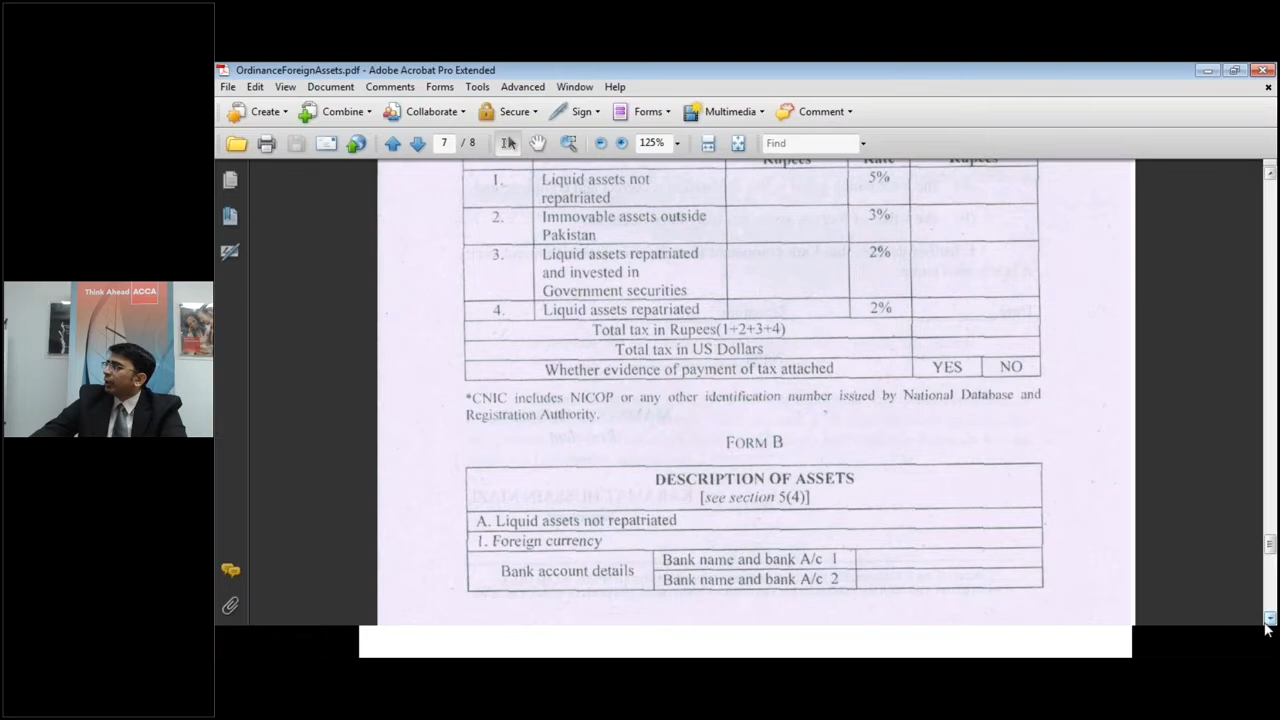 OrdinanceForeignAssets.pdf - Adobe Acrobat Pro Extended
File Edit View Document Comments Forms Tools Advanced Window Help
Create Combine Collaborate Secure Sign Forms Multimedia Comment
7 / 8 125% Find
Rupees Rate Rupees
1. Liquid assets not 5%
repatriated
2. Immovable assets outside 3%
Pakistan
3. Liquid assets repatriated 2%
and invested in
Government securities
4. Liquid assets repatriated 2%
Total tax in Rupees(1+2+3+4)
Total tax in US Dollars
Whether evidence of payment of tax attached YES NO
*CNIC includes NICOP or any other identification number issued by National Database and
Registration Authority.
FORM B
DESCRIPTION OF ASSETS
[see section 5(4)]
A. Liquid assets not repatriated
1. Foreign currency
Bank account details Bank name and bank A/c 1
Bank name and bank A/c 2
Think Ahead ACCA